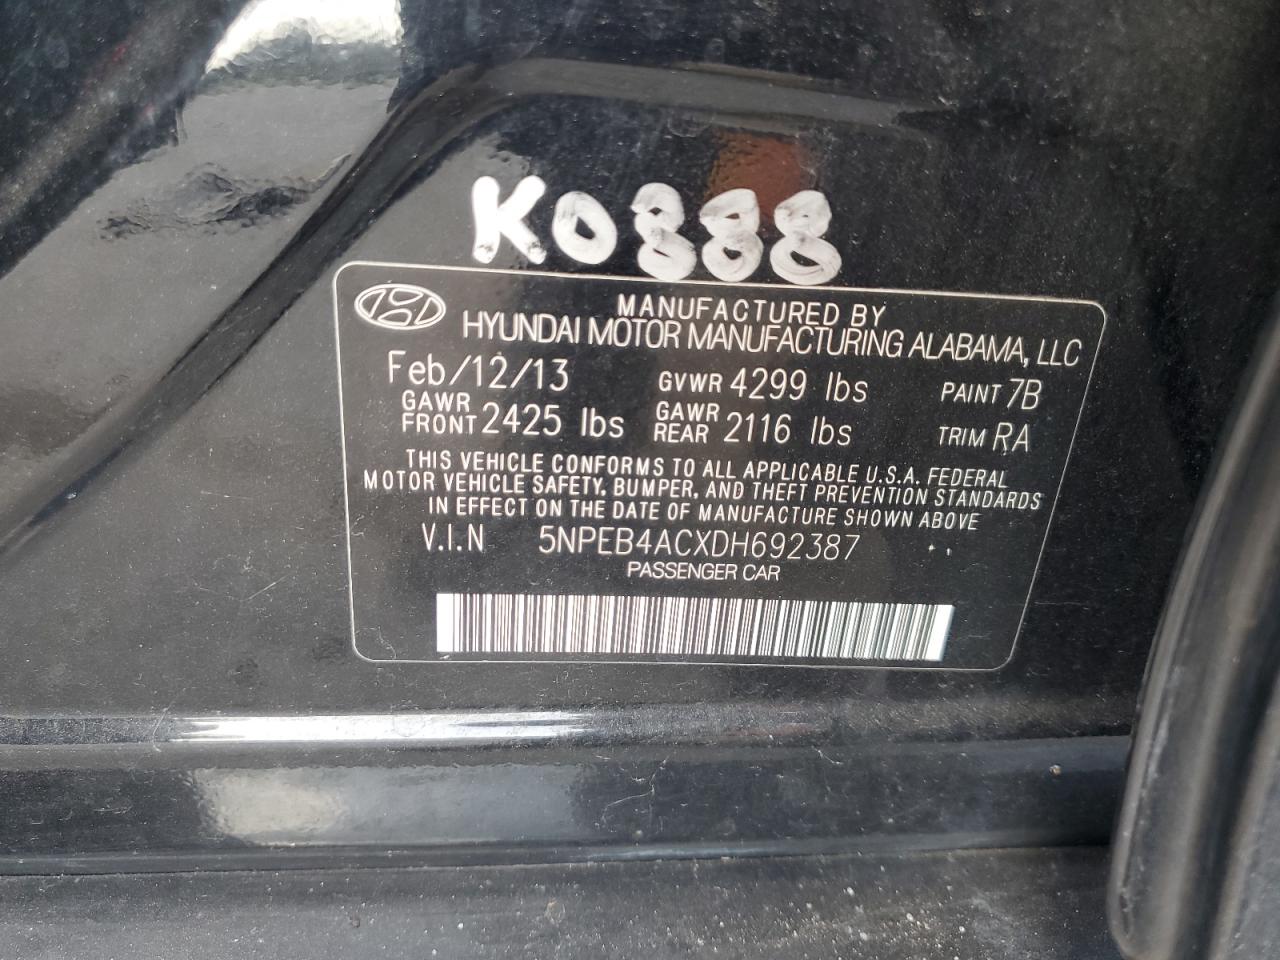 K0888
MANUFACTURED BY
HYUNDAI MOTOR MANUFACTURING ALABAMA, LLC
Feb/12/13 GVWR 4299 lbs PAINT 7B
GAWR FRONT 2425 lbs GAWR REAR 2116 lbs TRIM RA
THIS VEHICLE CONFORMS TO ALL APPLICABLE U.S.A. FEDERAL
MOTOR VEHICLE SAFETY, BUMPER, AND THEFT PREVENTION STANDARDS
IN EFFECT ON THE DATE OF MANUFACTURE SHOWN ABOVE
V.I.N 5NPEB4ACXDH692387
PASSENGER CAR